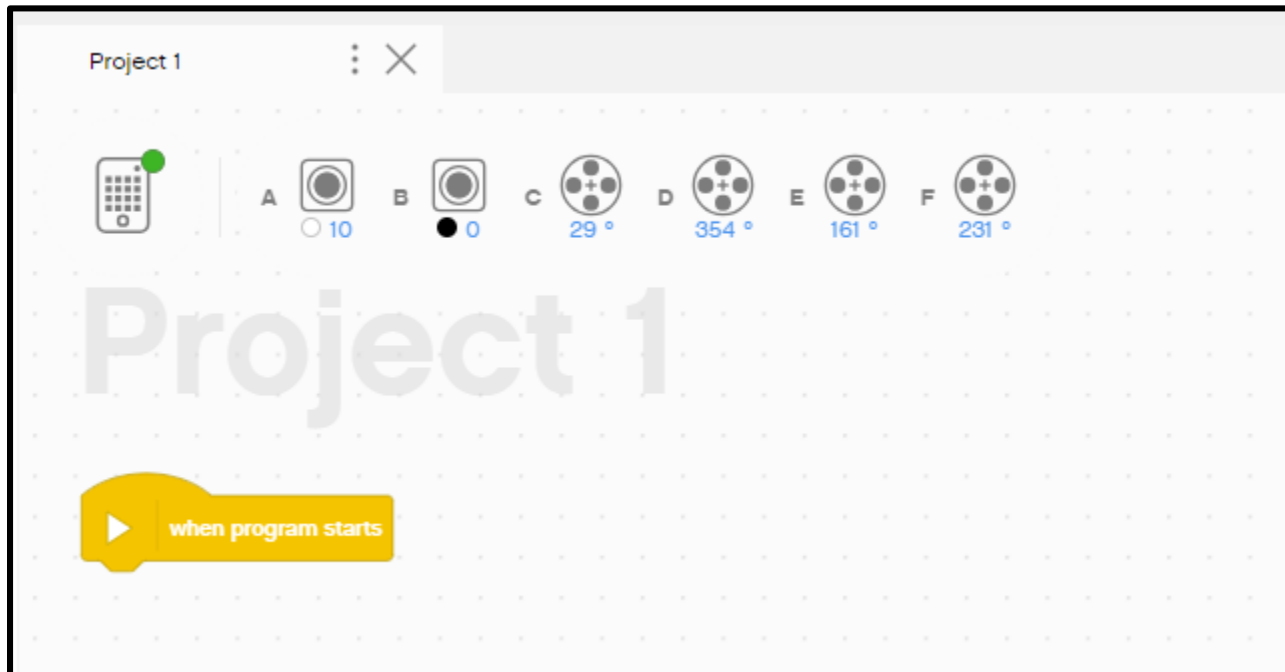 Project 1
A B C D E F
10 0 29 ° 354 ° 161 ° 231 °
Project 1
when program starts